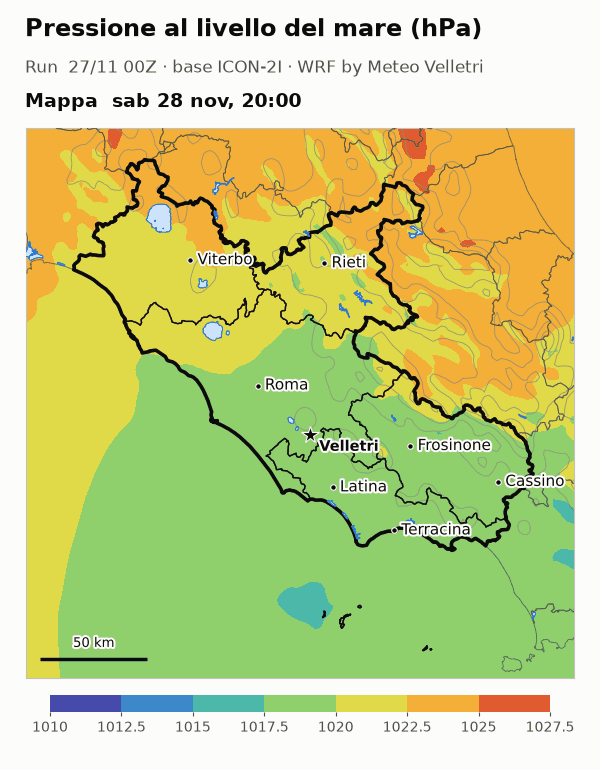 Pressione al livello del mare (hPa)
Run  27/11 00Z · base ICON-2I · WRF by Meteo Velletri
Mappa  sab 28 nov, 20:00
Viterbo
Rieti
Roma
Velletri
Frosinone
Cassino
Latina
Terracina
50 km
1010 1012.5 1015 1017.5 1020 1022.5 1025 1027.5